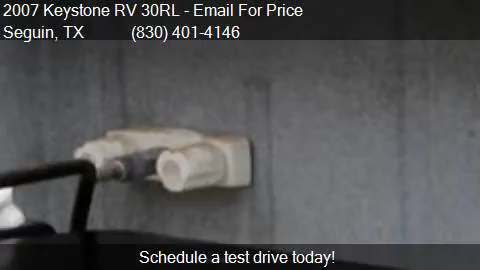 2007 Keystone RV 30RL - Email For Price
Seguin, TX (830) 401-4146
Schedule a test drive today!